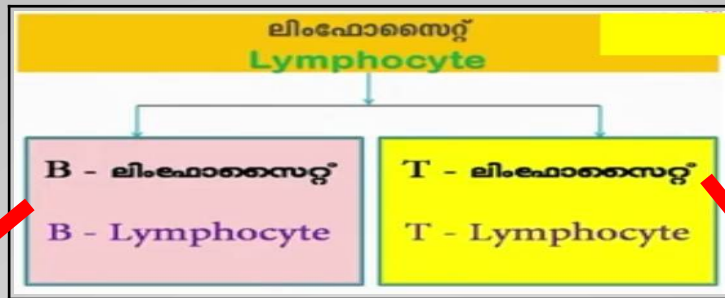 ലിംഫോസൈറ്റ്
Lymphocyte
B - ലിംഫോസൈറ്റ്
B - Lymphocyte
T - ലിംഫോസൈറ്റ്
T - Lymphocyte